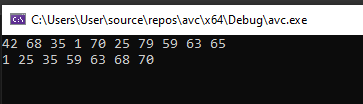 C:\Users\User\source\repos\avc\x64\Debug\avc.exe
42 68 35 1 70 25 79 59 63 65
1 25 35 59 63 68 70